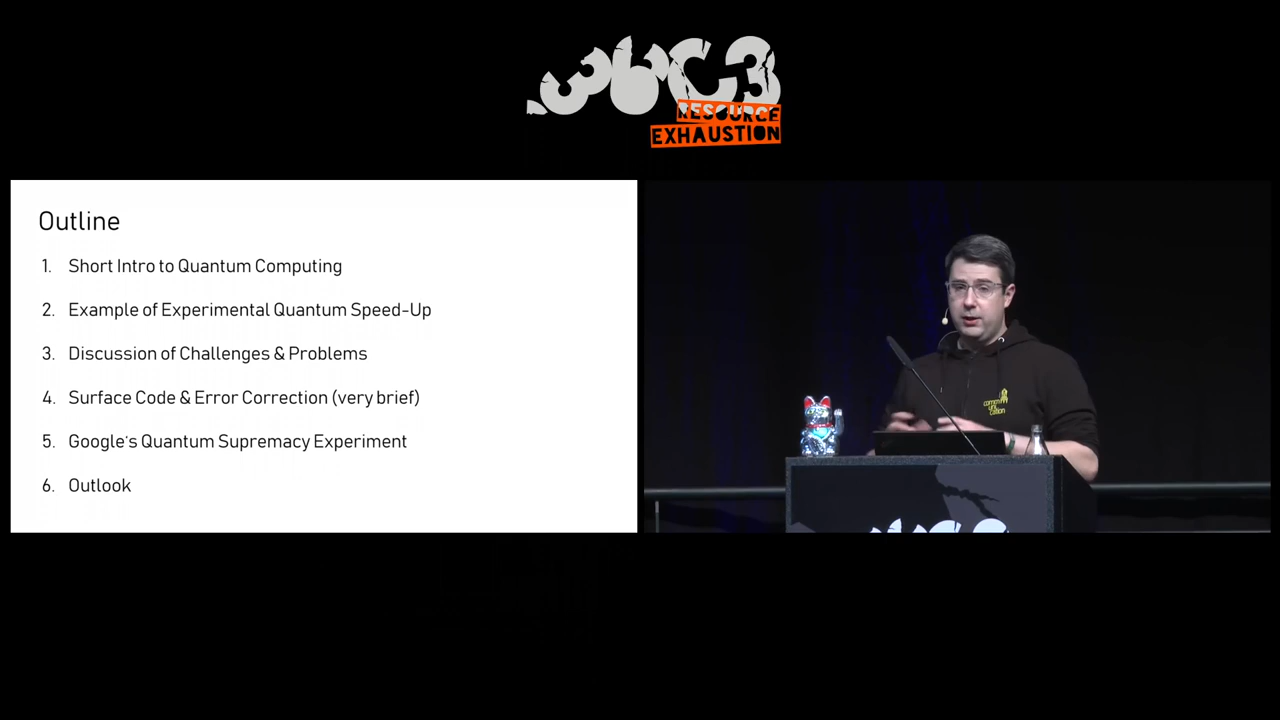 36C3
RESOURCE
EXHAUSTION
Outline
1. Short Intro to Quantum Computing
2. Example of Experimental Quantum Speed-Up
3. Discussion of Challenges & Problems
4. Surface Code & Error Correction (very brief)
5. Google's Quantum Supremacy Experiment
6. Outlook